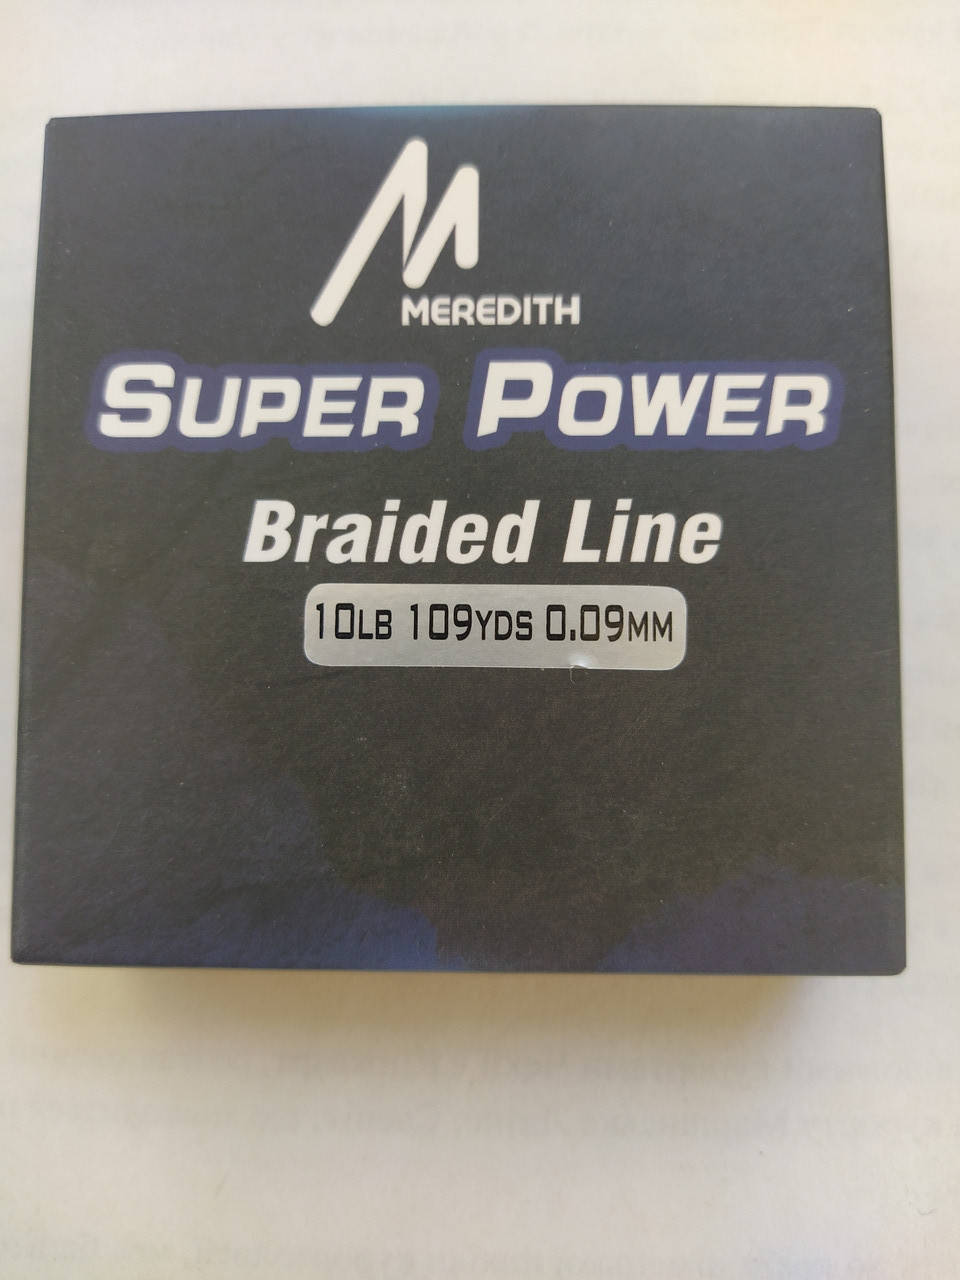 MEREDITH
SUPER POWER
Braided Line
10LB 109YDS 0.09MM